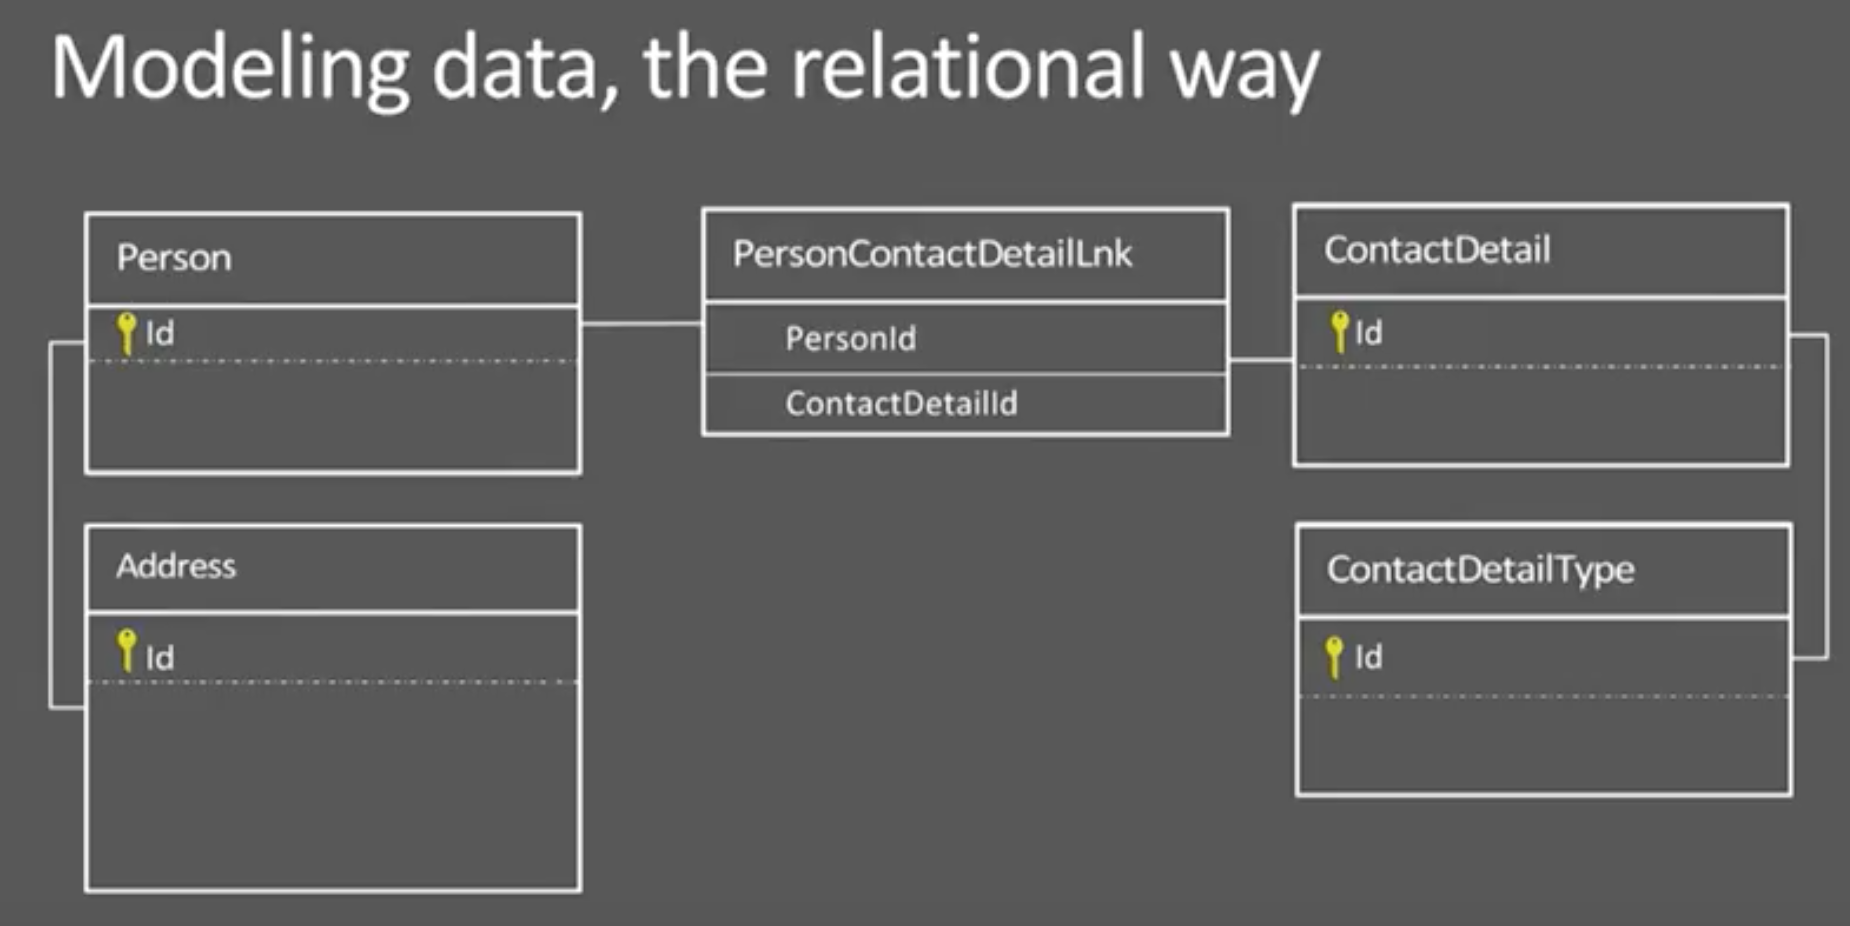 Modeling data, the relational way
Person
Id
PersonContactDetailLnk
PersonId
ContactDetailId
ContactDetail
Id
Address
Id
ContactDetailType
Id